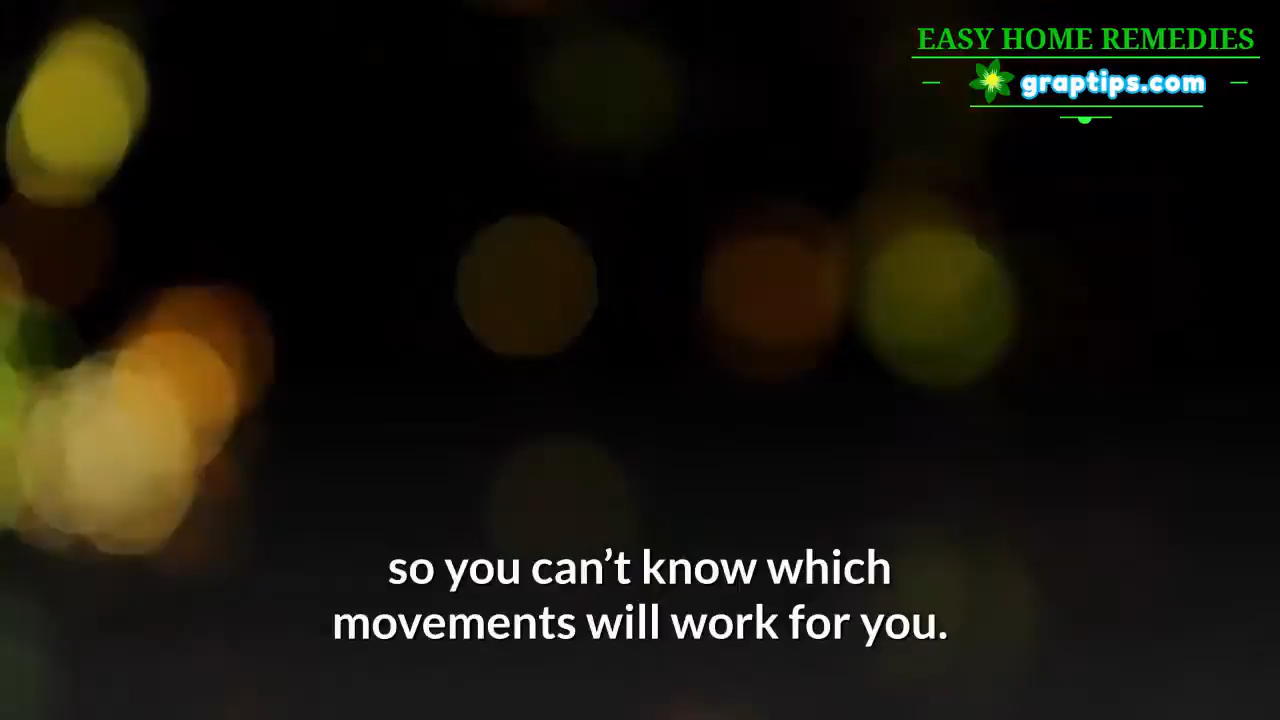 EASY HOME REMEDIES
graptips.com
so you can’t know which
movements will work for you.